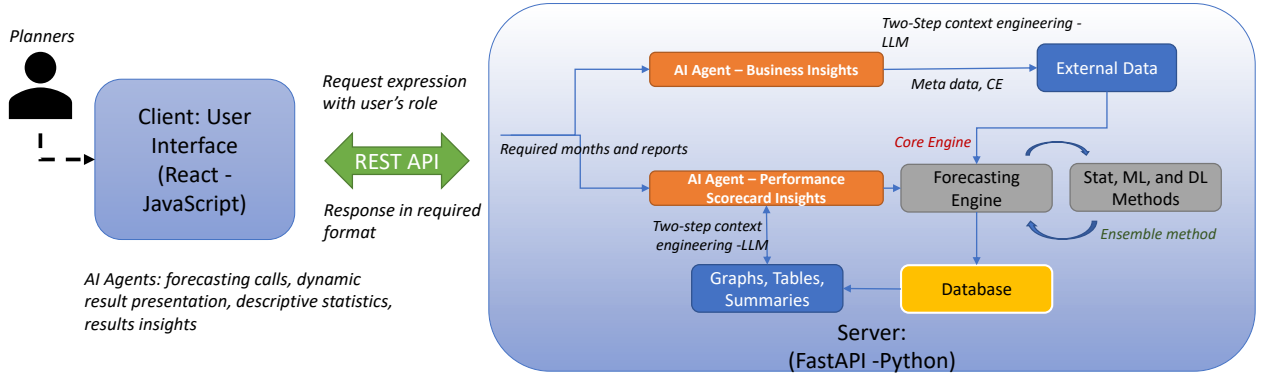 Planners
Client: User
Interface
(React -
JavaScript)
AI Agents: forecasting calls, dynamic
result presentation, descriptive statistics,
results insights
Request expression
with user's role
REST API
Response in required
format
Required months and reports
AI Agent – Business Insights
Two-Step context engineering -
LLM
Meta data, CE
External Data
AI Agent – Performance
Scorecard Insights
Core Engine
Forecasting
Engine
Stat, ML, and DL
Methods
Ensemble method
Two-step context
engineering -LLM
Graphs, Tables,
Summaries
Database
Server:
(FastAPI -Python)